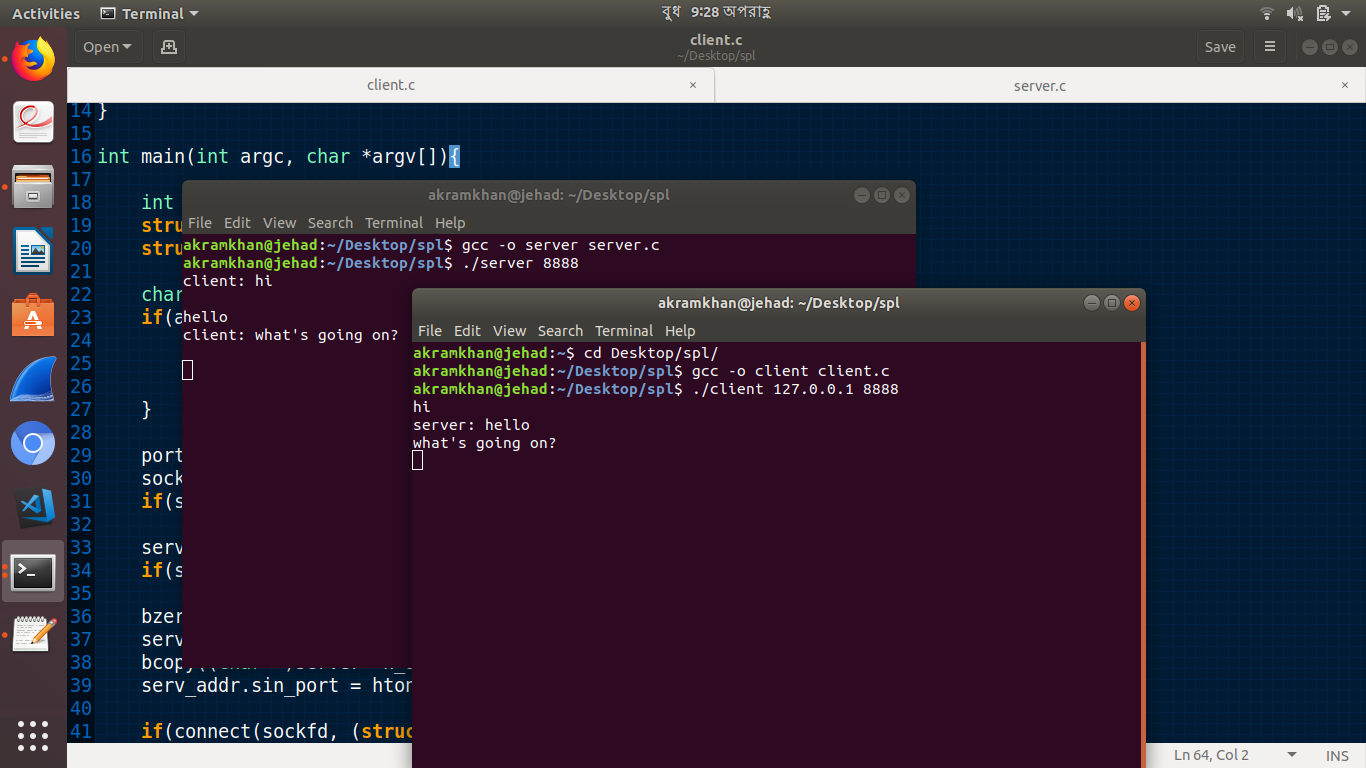 Activities Terminal বুধ 9:28 অপরাহ্ণ
Open client.c Save
~/Desktop/spl
client.c × server.c ×
14 }
15
16 int main(int argc, char *argv[]){
17
18 int
19 stru
20 stru
21
22 char
23 if(a
24
25
26
27 }
28
29 port
30 sock
31 if(s
32
33 serv
34 if(s
35
36 bzer
37 serv
38
39 serv_addr.sin_port = hton
40
41 if(connect(sockfd, (struc
akramkhan@jehad: ~/Desktop/spl
File Edit View Search Terminal Help
akramkhan@jehad:~/Desktop/spl$ gcc -o server server.c
akramkhan@jehad:~/Desktop/spl$ ./server 8888
client: hi
hello
client: what's going on?
akramkhan@jehad: ~/Desktop/spl
File Edit View Search Terminal Help
akramkhan@jehad:~$ cd Desktop/spl/
akramkhan@jehad:~/Desktop/spl$ gcc -o client client.c
akramkhan@jehad:~/Desktop/spl$ ./client 127.0.0.1 8888
hi
server: hello
what's going on?
Ln 64, Col 2 INS